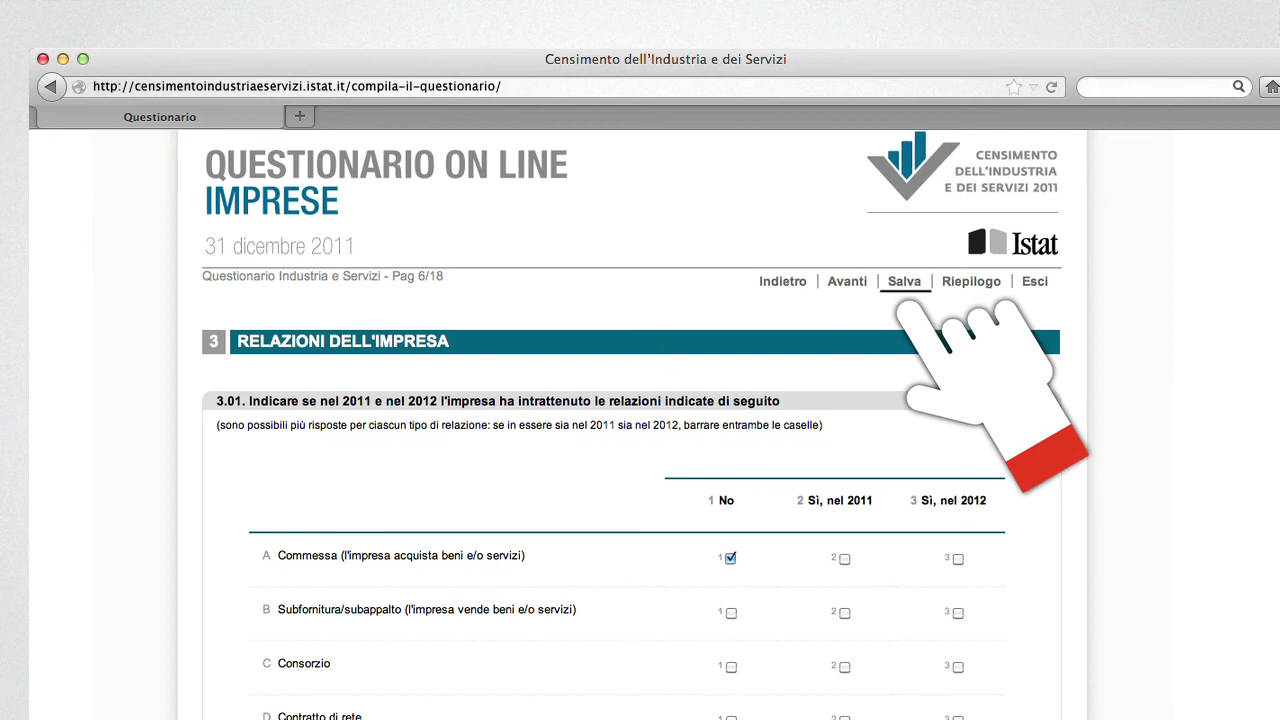 Censimento dell'Industria e dei Servizi
http://censimentoindustriaeservizi.istat.it/compila-il-questionario/
Questionario
QUESTIONARIO ON LINE
IMPRESE
CENSIMENTO
DELL'INDUSTRIA
E DEI SERVIZI 2011
31 dicembre 2011
Istat
Questionario Industria e Servizi - Pag 6/18
Indietro | Avanti | Salva | Riepilogo | Esci
3 RELAZIONI DELL'IMPRESA
3.01. Indicare se nel 2011 e nel 2012 l'impresa ha intrattenuto le relazioni indicate di seguito
(sono possibili più risposte per ciascun tipo di relazione: se in essere sia nel 2011 sia nel 2012, barrare entrambe le caselle)
1 No 2 Sì, nel 2011 3 Sì, nel 2012
A Commessa (l'impresa acquista beni e/o servizi) 1 2 3
B Subfornitura/subappalto (l'impresa vende beni e/o servizi) 1 2 3
C Consorzio 1 2 3
D Contratto di rete 1 2 3